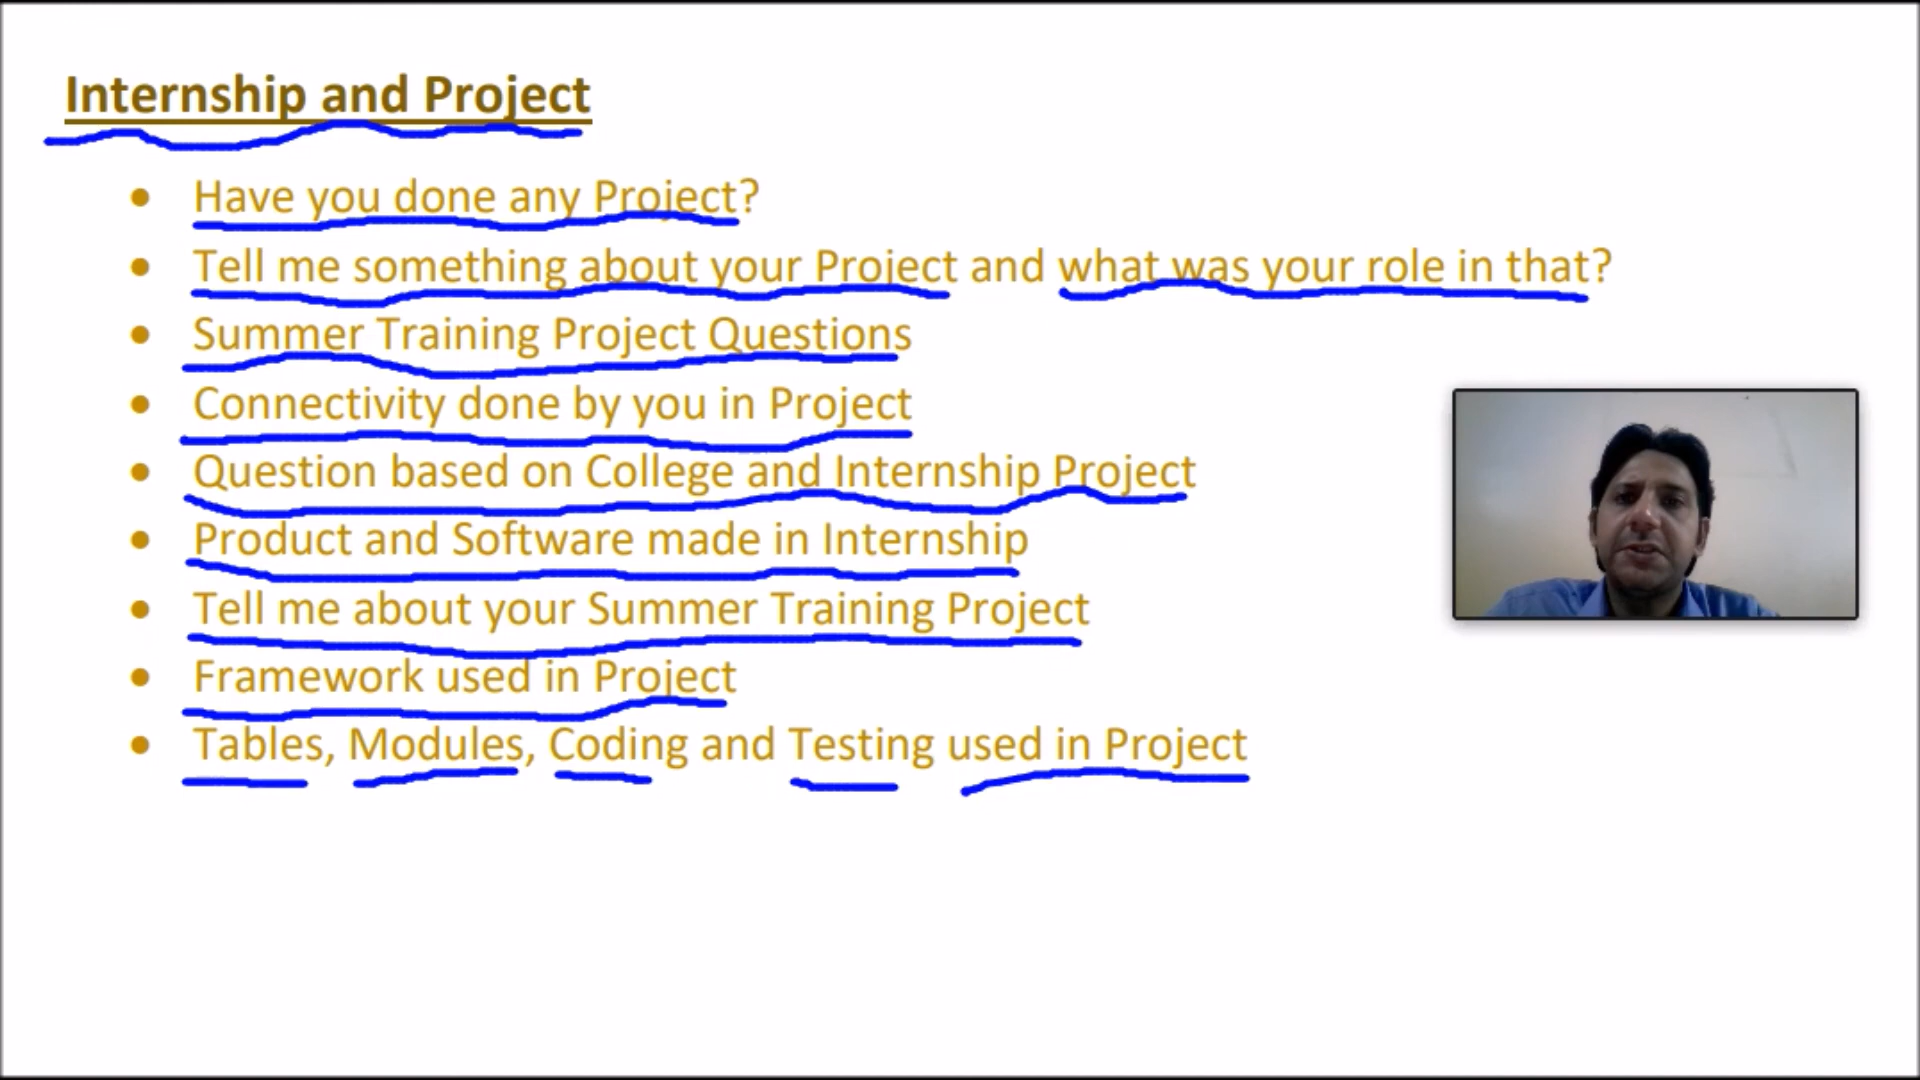 Internship and Project
• Have you done any Project?
• Tell me something about your Project and what was your role in that?
• Summer Training Project Questions
• Connectivity done by you in Project
• Question based on College and Internship Project
• Product and Software made in Internship
• Tell me about your Summer Training Project
• Framework used in Project
• Tables, Modules, Coding and Testing used in Project